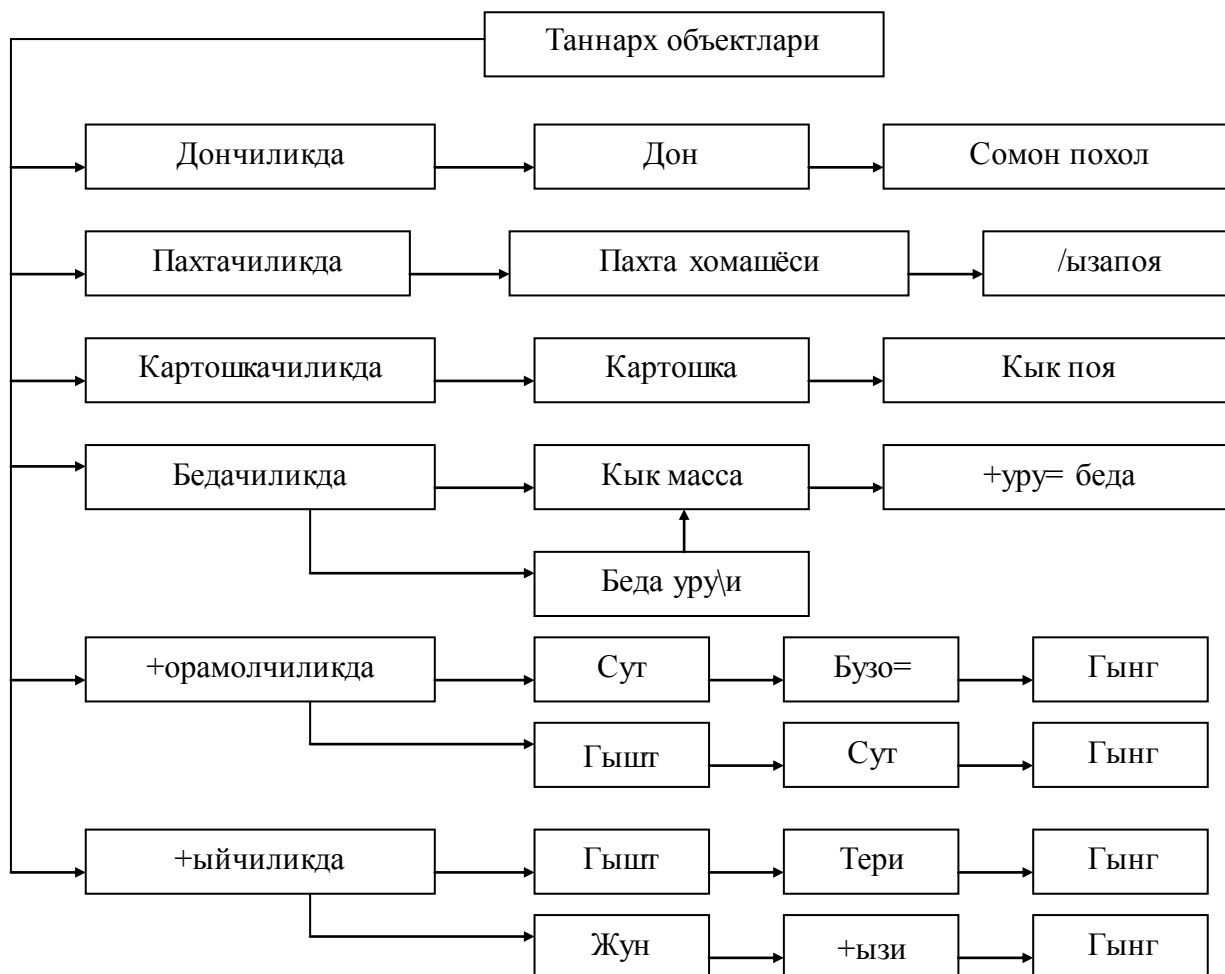 Таннарх объектлари
Дончиликда Дон Сомон похол
Пахтачиликда Пахта хомашёси /ызапоя
Картошкачиликда Картошка Кык поя
Бедачиликда Кык масса +уру= беда
Беда уру\и
+орамолчиликда Сут Бузо= Гынг
Гышт Сут Гынг
+ыйчиликда Гышт Тери Гынг
Жун +ызи Гынг